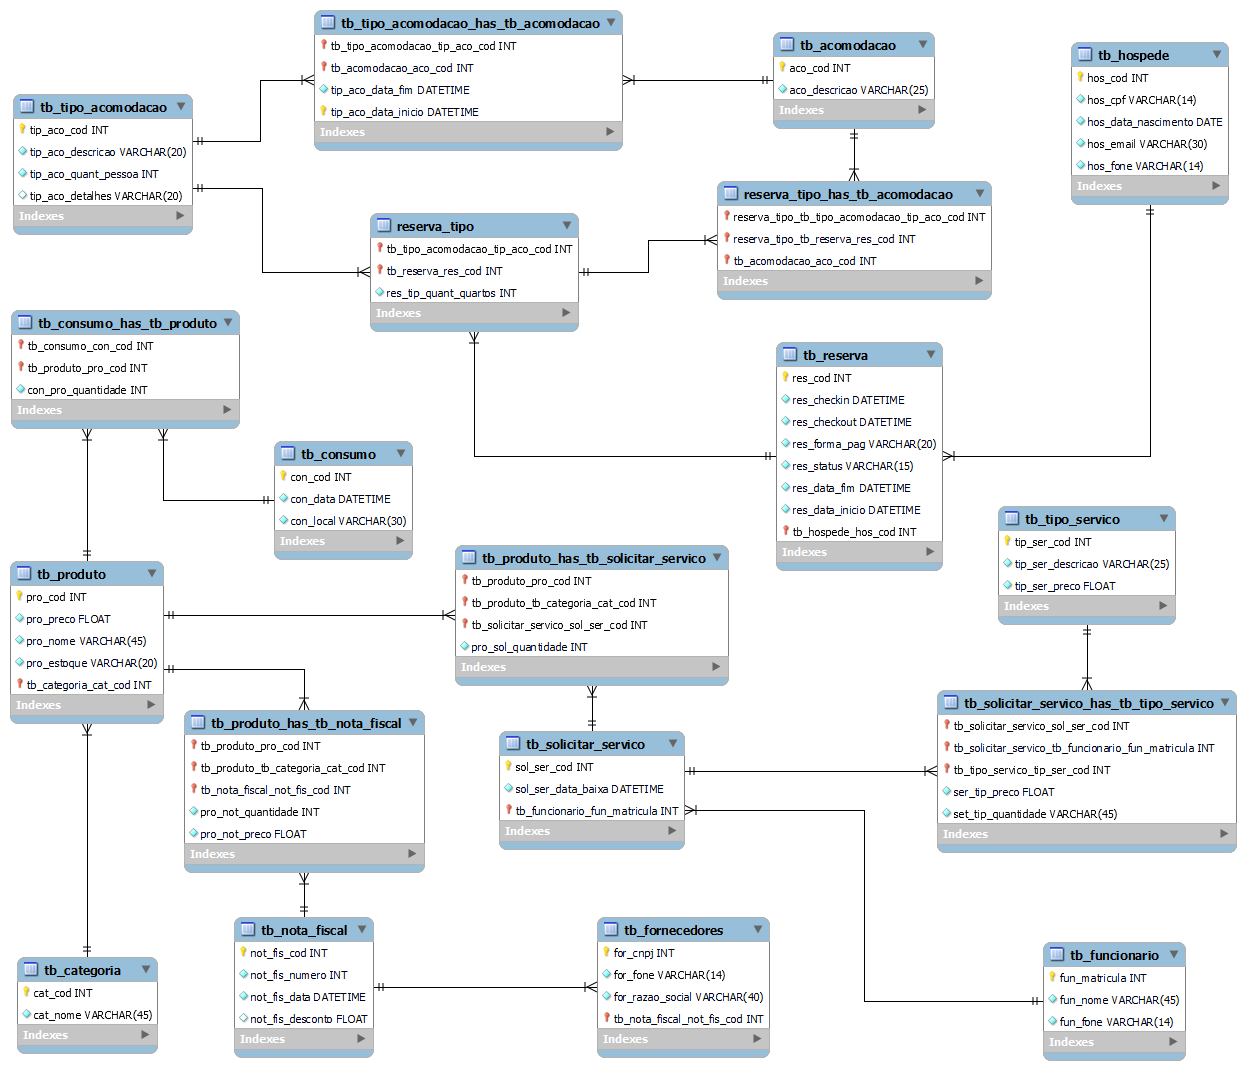 tb_tipo_acomodacao_has_tb_acomodacao
tb_tipo_acomodacao_tip_aco_cod INT
tb_acomodacao_aco_cod INT
tip_aco_data_fim DATETIME
tip_aco_data_inicio DATETIME
Indexes
tb_acomodacao
aco_cod INT
aco_descricao VARCHAR(25)
Indexes
tb_hospede
hos_cod INT
hos_cpf VARCHAR(14)
hos_data_nascimento DATE
hos_email VARCHAR(30)
hos_fone VARCHAR(14)
Indexes
tb_tipo_acomodacao
tip_aco_cod INT
tip_aco_descricao VARCHAR(20)
tip_aco_quant_pessoa INT
tip_aco_detalhes VARCHAR(20)
Indexes
reserva_tipo
tb_tipo_acomodacao_tip_aco_cod INT
tb_reserva_res_cod INT
res_tip_quant_quartos INT
Indexes
reserva_tipo_has_tb_acomodacao
reserva_tipo_tb_tipo_acomodacao_tip_aco_cod INT
reserva_tipo_tb_reserva_res_cod INT
tb_acomodacao_aco_cod INT
Indexes
tb_consumo_has_tb_produto
tb_consumo_con_cod INT
tb_produto_pro_cod INT
con_pro_quantidade INT
Indexes
tb_reserva
res_cod INT
res_checkin DATETIME
res_checkout DATETIME
res_forma_pag VARCHAR(20)
res_status VARCHAR(15)
res_data_fim DATETIME
res_data_inicio DATETIME
tb_hospede_hos_cod INT
Indexes
tb_consumo
con_cod INT
con_data DATETIME
con_local VARCHAR(30)
Indexes
tb_tipo_servico
tip_ser_cod INT
tip_ser_descricao VARCHAR(25)
tip_ser_preco FLOAT
Indexes
tb_produto
pro_cod INT
pro_preco FLOAT
pro_nome VARCHAR(45)
pro_estoque VARCHAR(20)
tb_categoria_cat_cod INT
Indexes
tb_produto_has_tb_solicitar_servico
tb_produto_pro_cod INT
tb_produto_tb_categoria_cat_cod INT
tb_solicitar_servico_sol_ser_cod INT
pro_sol_quantidade INT
Indexes
tb_solicitar_servico_has_tb_tipo_servico
tb_solicitar_servico_sol_ser_cod INT
tb_solicitar_servico_tb_funcionario_fun_matricula INT
tb_tipo_servico_tip_ser_cod INT
ser_tip_preco FLOAT
set_tip_quantidade VARCHAR(45)
Indexes
tb_produto_has_tb_nota_fiscal
tb_produto_pro_cod INT
tb_produto_tb_categoria_cat_cod INT
tb_nota_fiscal_not_fis_cod INT
pro_not_quantidade INT
pro_not_preco FLOAT
Indexes
tb_solicitar_servico
sol_ser_cod INT
sol_ser_data_baixa DATETIME
tb_funcionario_fun_matricula INT
Indexes
tb_categoria
cat_cod INT
cat_nome VARCHAR(45)
Indexes
tb_nota_fiscal
not_fis_cod INT
not_fis_numero INT
not_fis_data DATETIME
not_fis_desconto FLOAT
Indexes
tb_fornecedores
for_cnpj INT
for_fone VARCHAR(14)
for_razao_social VARCHAR(40)
tb_nota_fiscal_not_fis_cod INT
Indexes
tb_funcionario
fun_matricula INT
fun_nome VARCHAR(45)
fun_fone VARCHAR(14)
Indexes